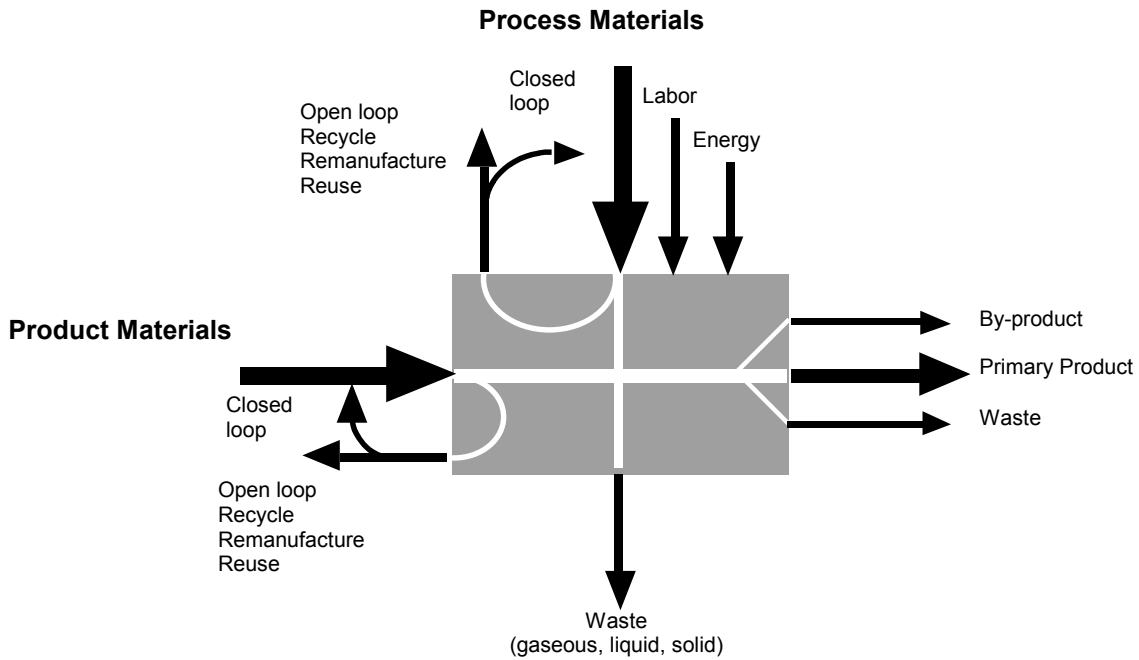 Process Materials
Closed
loop
Labor
Open loop
Recycle
Remanufacture
Reuse
Energy
Product Materials
By-product
Primary Product
Waste
Closed
loop
Open loop
Recycle
Remanufacture
Reuse
Waste
(gaseous, liquid, solid)